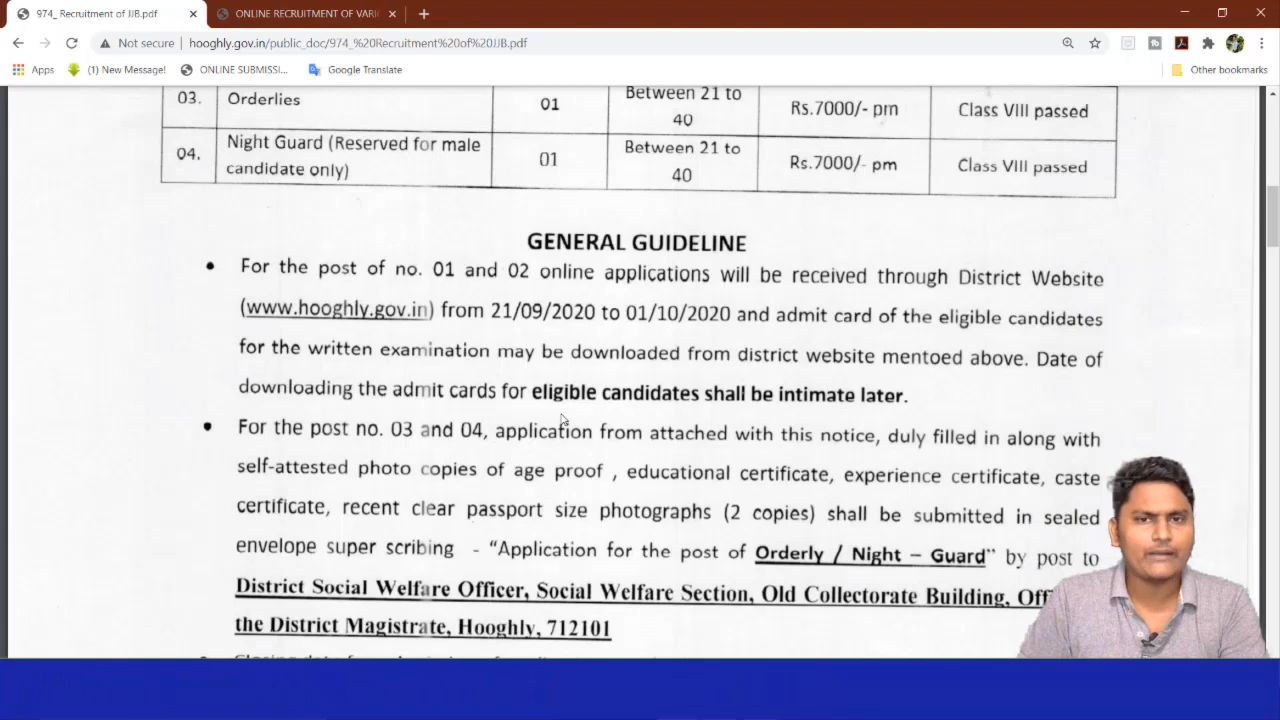 974_ Recruitment of JJB.pdf
ONLINE RECRUITMENT OF VARI
Not secure
hooghly.gov.in/public_doc/974_%20Recruitment%20of%20JJB.pdf
Apps
(1) New Message!
ONLINE SUBMISSI...
Google Translate
Other bookmarks
03. Orderlies 01 Between 21 to 40 Rs.7000/- pm Class VIII passed
04. Night Guard (Reserved for male candidate only) 01 Between 21 to 40 Rs.7000/- pm Class VIII passed
GENERAL GUIDELINE
• For the post of no. 01 and 02 online applications will be received through District Website
(www.hooghly.gov.in) from 21/09/2020 to 01/10/2020 and admit card of the eligible candidates
for the written examination may be downloaded from district website mentoed above. Date of
downloading the admit cards for eligible candidates shall be intimate later.
• For the post no. 03 and 04, application from attached with this notice, duly filled in along with
self-attested photo copies of age proof , educational certificate, experience certificate, caste
certificate, recent clear passport size photographs (2 copies) shall be submitted in sealed
envelope super scribing - "Application for the post of Orderly / Night – Guard" by post to
District Social Welfare Officer, Social Welfare Section, Old Collectorate Building,
the District Magistrate, Hooghly, 712101